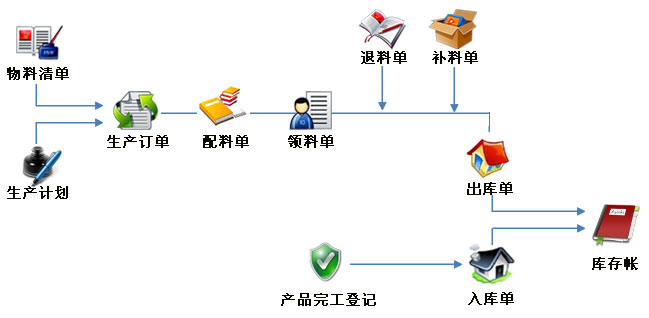 退料单
补料单
物料清单
生产订单
配料单
领料单
生产计划
出库单
库存帐
产品完工登记
入库单